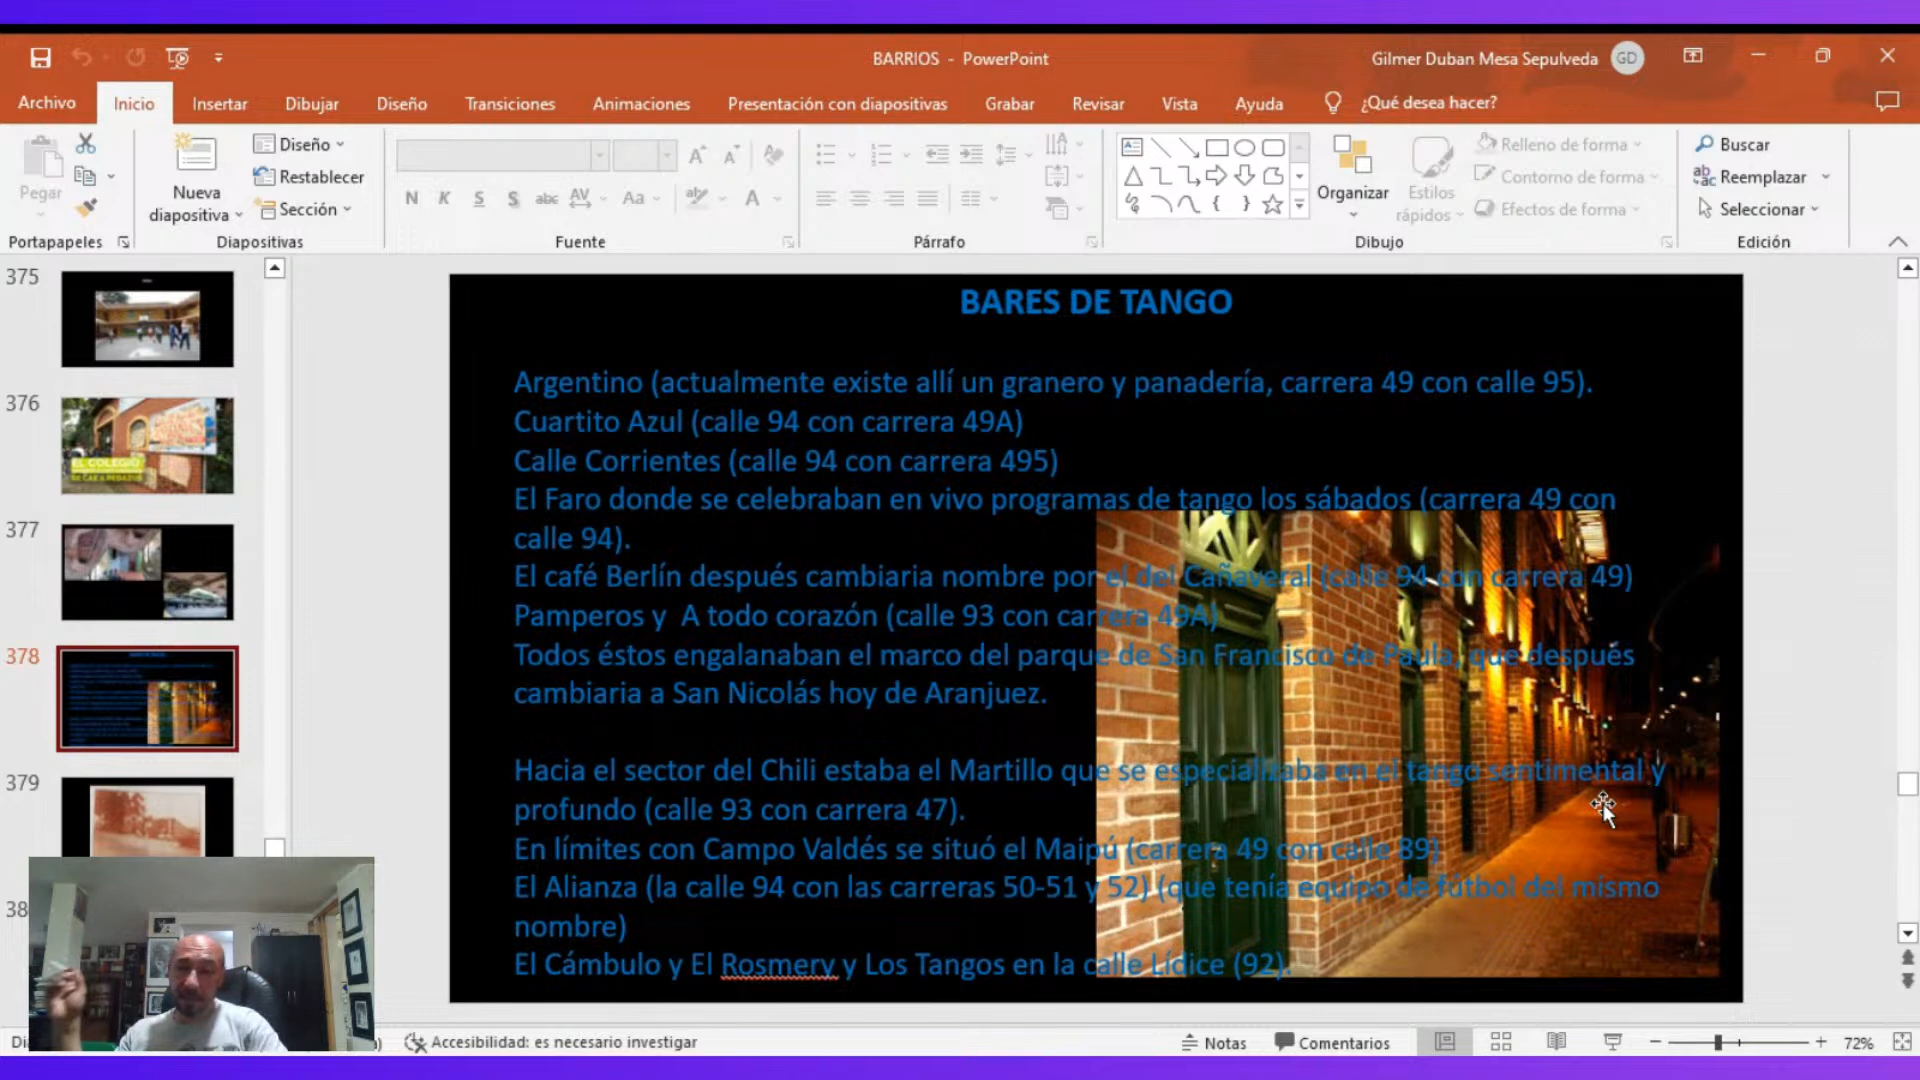 BARRIOS - PowerPoint
Gilmer Duban Mesa Sepulveda
GD
Archivo
Inicio
Insertar
Dibujar
Diseño
Transiciones
Animaciones
Presentación con diapositivas
Grabar
Revisar
Vista
Ayuda
¿Qué desea hacer?
Pegar
Nueva
diapositiva
Diseño
Restablecer
Sección
N K S S abc AV Aa A
Relleno de forma
Contorno de forma
Efectos de forma
Organizar
Estilos
rápidos
Buscar
Reemplazar
Seleccionar
Portapapeles
Diapositivas
Fuente
Párrafo
Dibujo
Edición
375
376
EL COLEGIO
SE CAE A PEDAZOS
377
378
379
38
BARES DE TANGO
Argentino (actualmente existe allí un granero y panadería, carrera 49 con calle 95).
Cuartito Azul (calle 94 con carrera 49A)
Calle Corrientes (calle 94 con carrera 495)
El Faro donde se celebraban en vivo programas de tango los sábados (carrera 49 con
calle 94).
El café Berlín después cambiaria nombre por el del Cañaveral (calle 94 con carrera 49)
Pamperos y  A todo corazón (calle 93 con carrera 49A)
Todos éstos engalanaban el marco del parque de San Francisco de Paula, que después
cambiaria a San Nicolás hoy de Aranjuez.
Hacia el sector del Chili estaba el Martillo que se especializaba en el tango sentimental y
profundo (calle 93 con carrera 47).
En límites con Campo Valdés se situó el Maipú (carrera 49 con calle 89)
El Alianza (la calle 94 con las carreras 50-51 y 52) (que tenía equipo de fútbol del mismo
nombre)
El Cámbulo y El Rosmery y Los Tangos en la calle Lídice (92).
Accesibilidad: es necesario investigar
Notas
Comentarios
72%